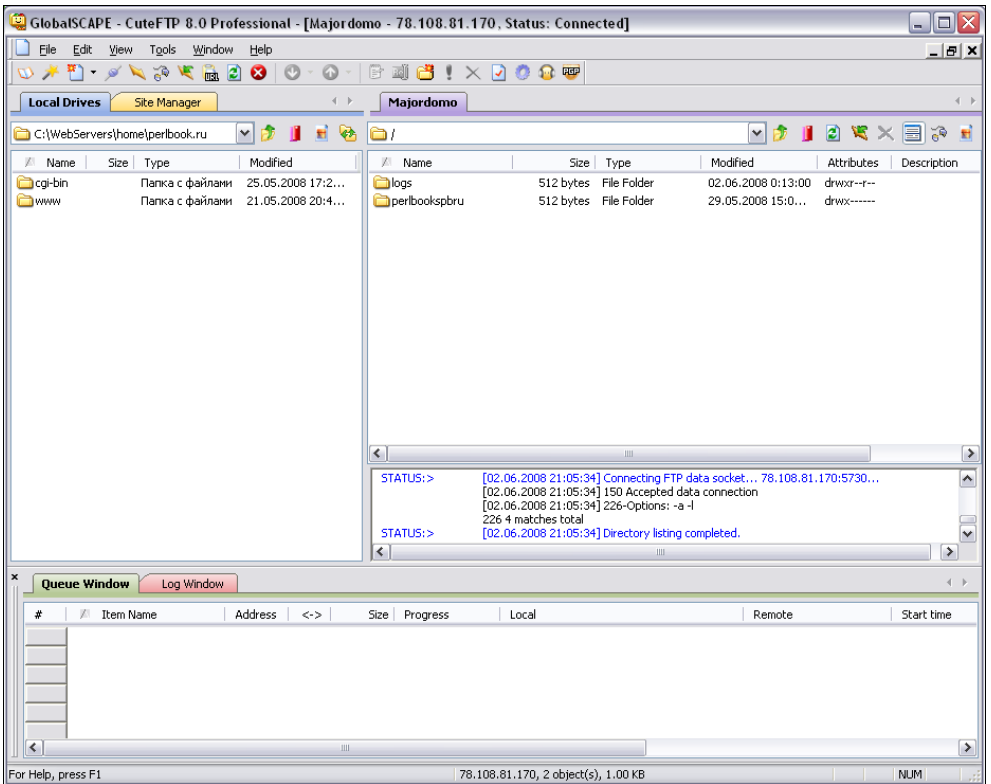 GlobalSCAPE - CuteFTP 8.0 Professional - [Majordomo - 78.108.81.170, Status: Connected]
File Edit View Tools Window Help
URL PGP
Local Drives Site Manager
Majordomo
C:\WebServers\home\perlbook.ru
/
Name Size Type Modified
cgi-bin Папка с файлами 25.05.2008 17:2...
www Папка с файлами 21.05.2008 20:4...
Name Size Type Modified Attributes Description
logs 512 bytes File Folder 02.06.2008 0:13:00 drwxr--r--
perlbookspbru 512 bytes File Folder 29.05.2008 15:0... drwx------
STATUS:> [02.06.2008 21:05:34] Connecting FTP data socket... 78.108.81.170:5730...
[02.06.2008 21:05:34] 150 Accepted data connection
[02.06.2008 21:05:34] 226-Options: -a -l
226 4 matches total
STATUS:> [02.06.2008 21:05:34] Directory listing completed.
Queue Window Log Window
# Item Name Address <-> Size Progress Local Remote Start time
For Help, press F1 78.108.81.170, 2 object(s), 1.00 KB NUM